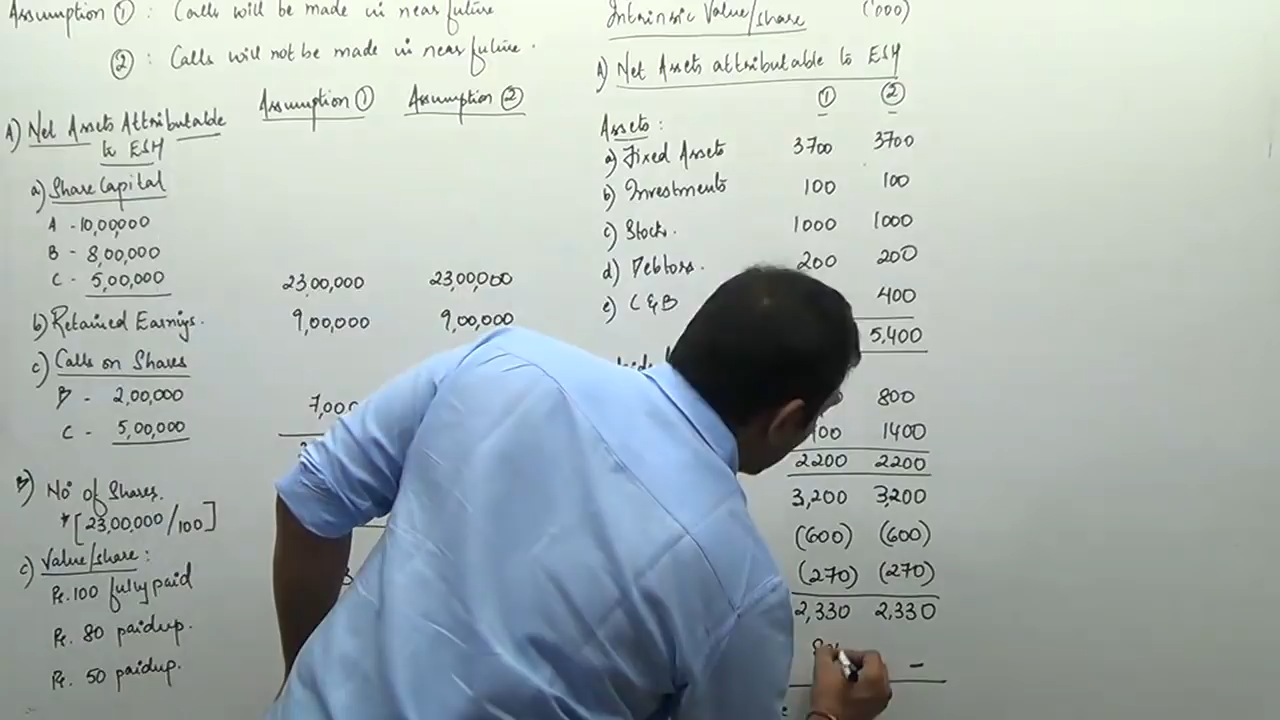 Assumption ① : Calls will be made in near future
② : Calls will not be made in near future.
Assumption ① Assumption ②
A) Net Assets Attributable
to ESH
a) Share Capital
A - 10,00,000
B - 8,00,000
C - 5,00,000 23,00,000 23,00,000
b) Retained Earnigs. 9,00,000 9,00,000
c) Calls on Shares
B - 2,00,000 7,00,
C - 5,00,000
B) No of Shares.
*[23,00,000/100]
c) Value/share :
Rs. 100 fully paid
Rs. 80 paidup.
Rs. 50 paidup.
Intrinsic Value/share ('000)
A) Net Assets attributable to ESH
① ②
Assets :
a) Fixed Assets 3700 3700
b) Investments 100 100
c) Stock. 1000 1000
d) Debtors. 200 200
e) C & B 400
5,400
800
1400
2200 2200
3,200 3,200
(600) (600)
(270) (270)
2,330 2,330
-